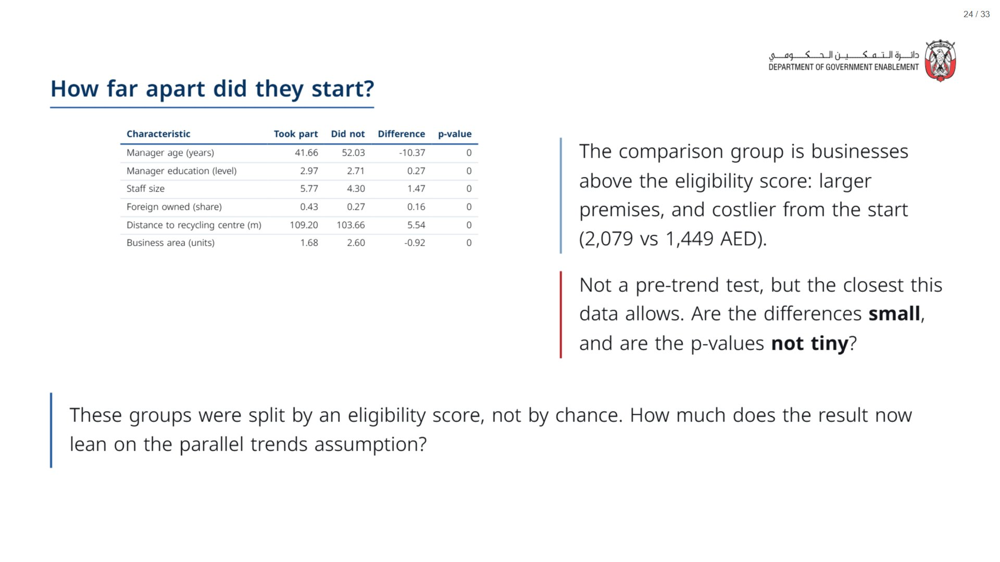 24 / 33
دائرة التمكين الحكومي
DEPARTMENT OF GOVERNMENT ENABLEMENT
How far apart did they start?
Characteristic Took part Did not Difference p-value
Manager age (years) 41.66 52.03 -10.37 0
Manager education (level) 2.97 2.71 0.27 0
Staff size 5.77 4.30 1.47 0
Foreign owned (share) 0.43 0.27 0.16 0
Distance to recycling centre (m) 109.20 103.66 5.54 0
Business area (units) 1.68 2.60 -0.92 0
The comparison group is businesses
above the eligibility score: larger
premises, and costlier from the start
(2,079 vs 1,449 AED).
Not a pre-trend test, but the closest this
data allows. Are the differences small,
and are the p-values not tiny?
These groups were split by an eligibility score, not by chance. How much does the result now
lean on the parallel trends assumption?